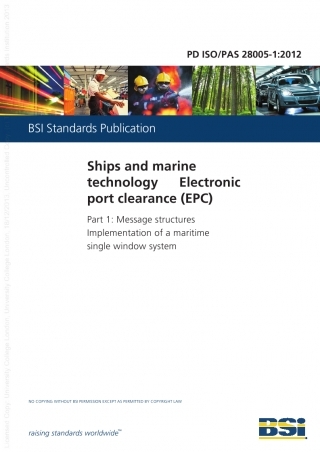 PD ISO/PAS 28005-1:2012
BSI Standards Publication
Ships and marine
technology Electronic
port clearance (EPC)
Part 1: Message structures
Implementation of a maritime
single window system
NO COPYING WITHOUT BSI PERMISSION EXCEPT AS PERMITTED BY COPYRIGHT LAW
raising standards worldwide™
BSi